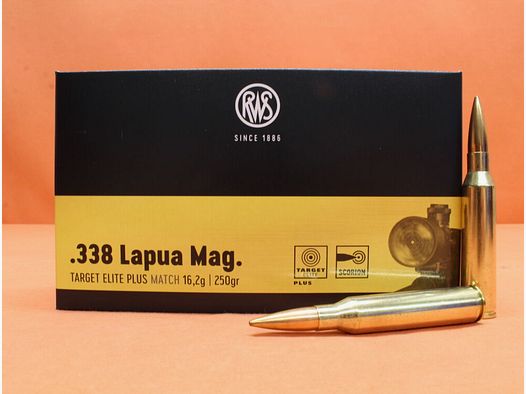 RWS
SINCE 1886
.338 Lapua Mag.
TARGET ELITE PLUS MATCH 16,2g | 250gr
TARGET
ELITE
PLUS
SCORION